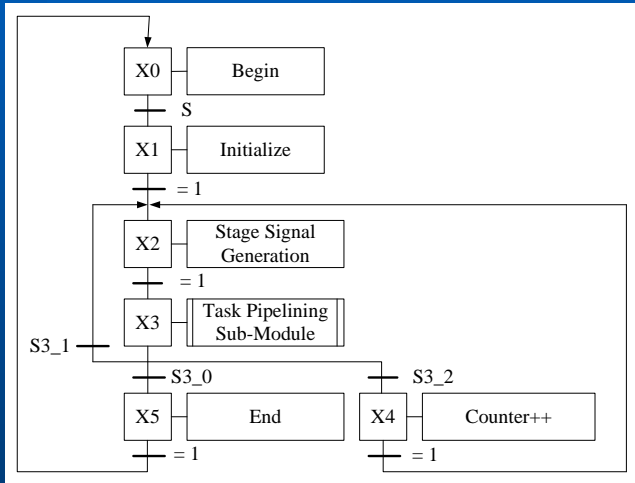 X0
Begin
S
X1
Initialize
= 1
X2
Stage Signal
Generation
= 1
X3
Task Pipelining
Sub-Module
S3_1
S3_0
S3_2
X5
End
X4
Counter++
= 1
= 1